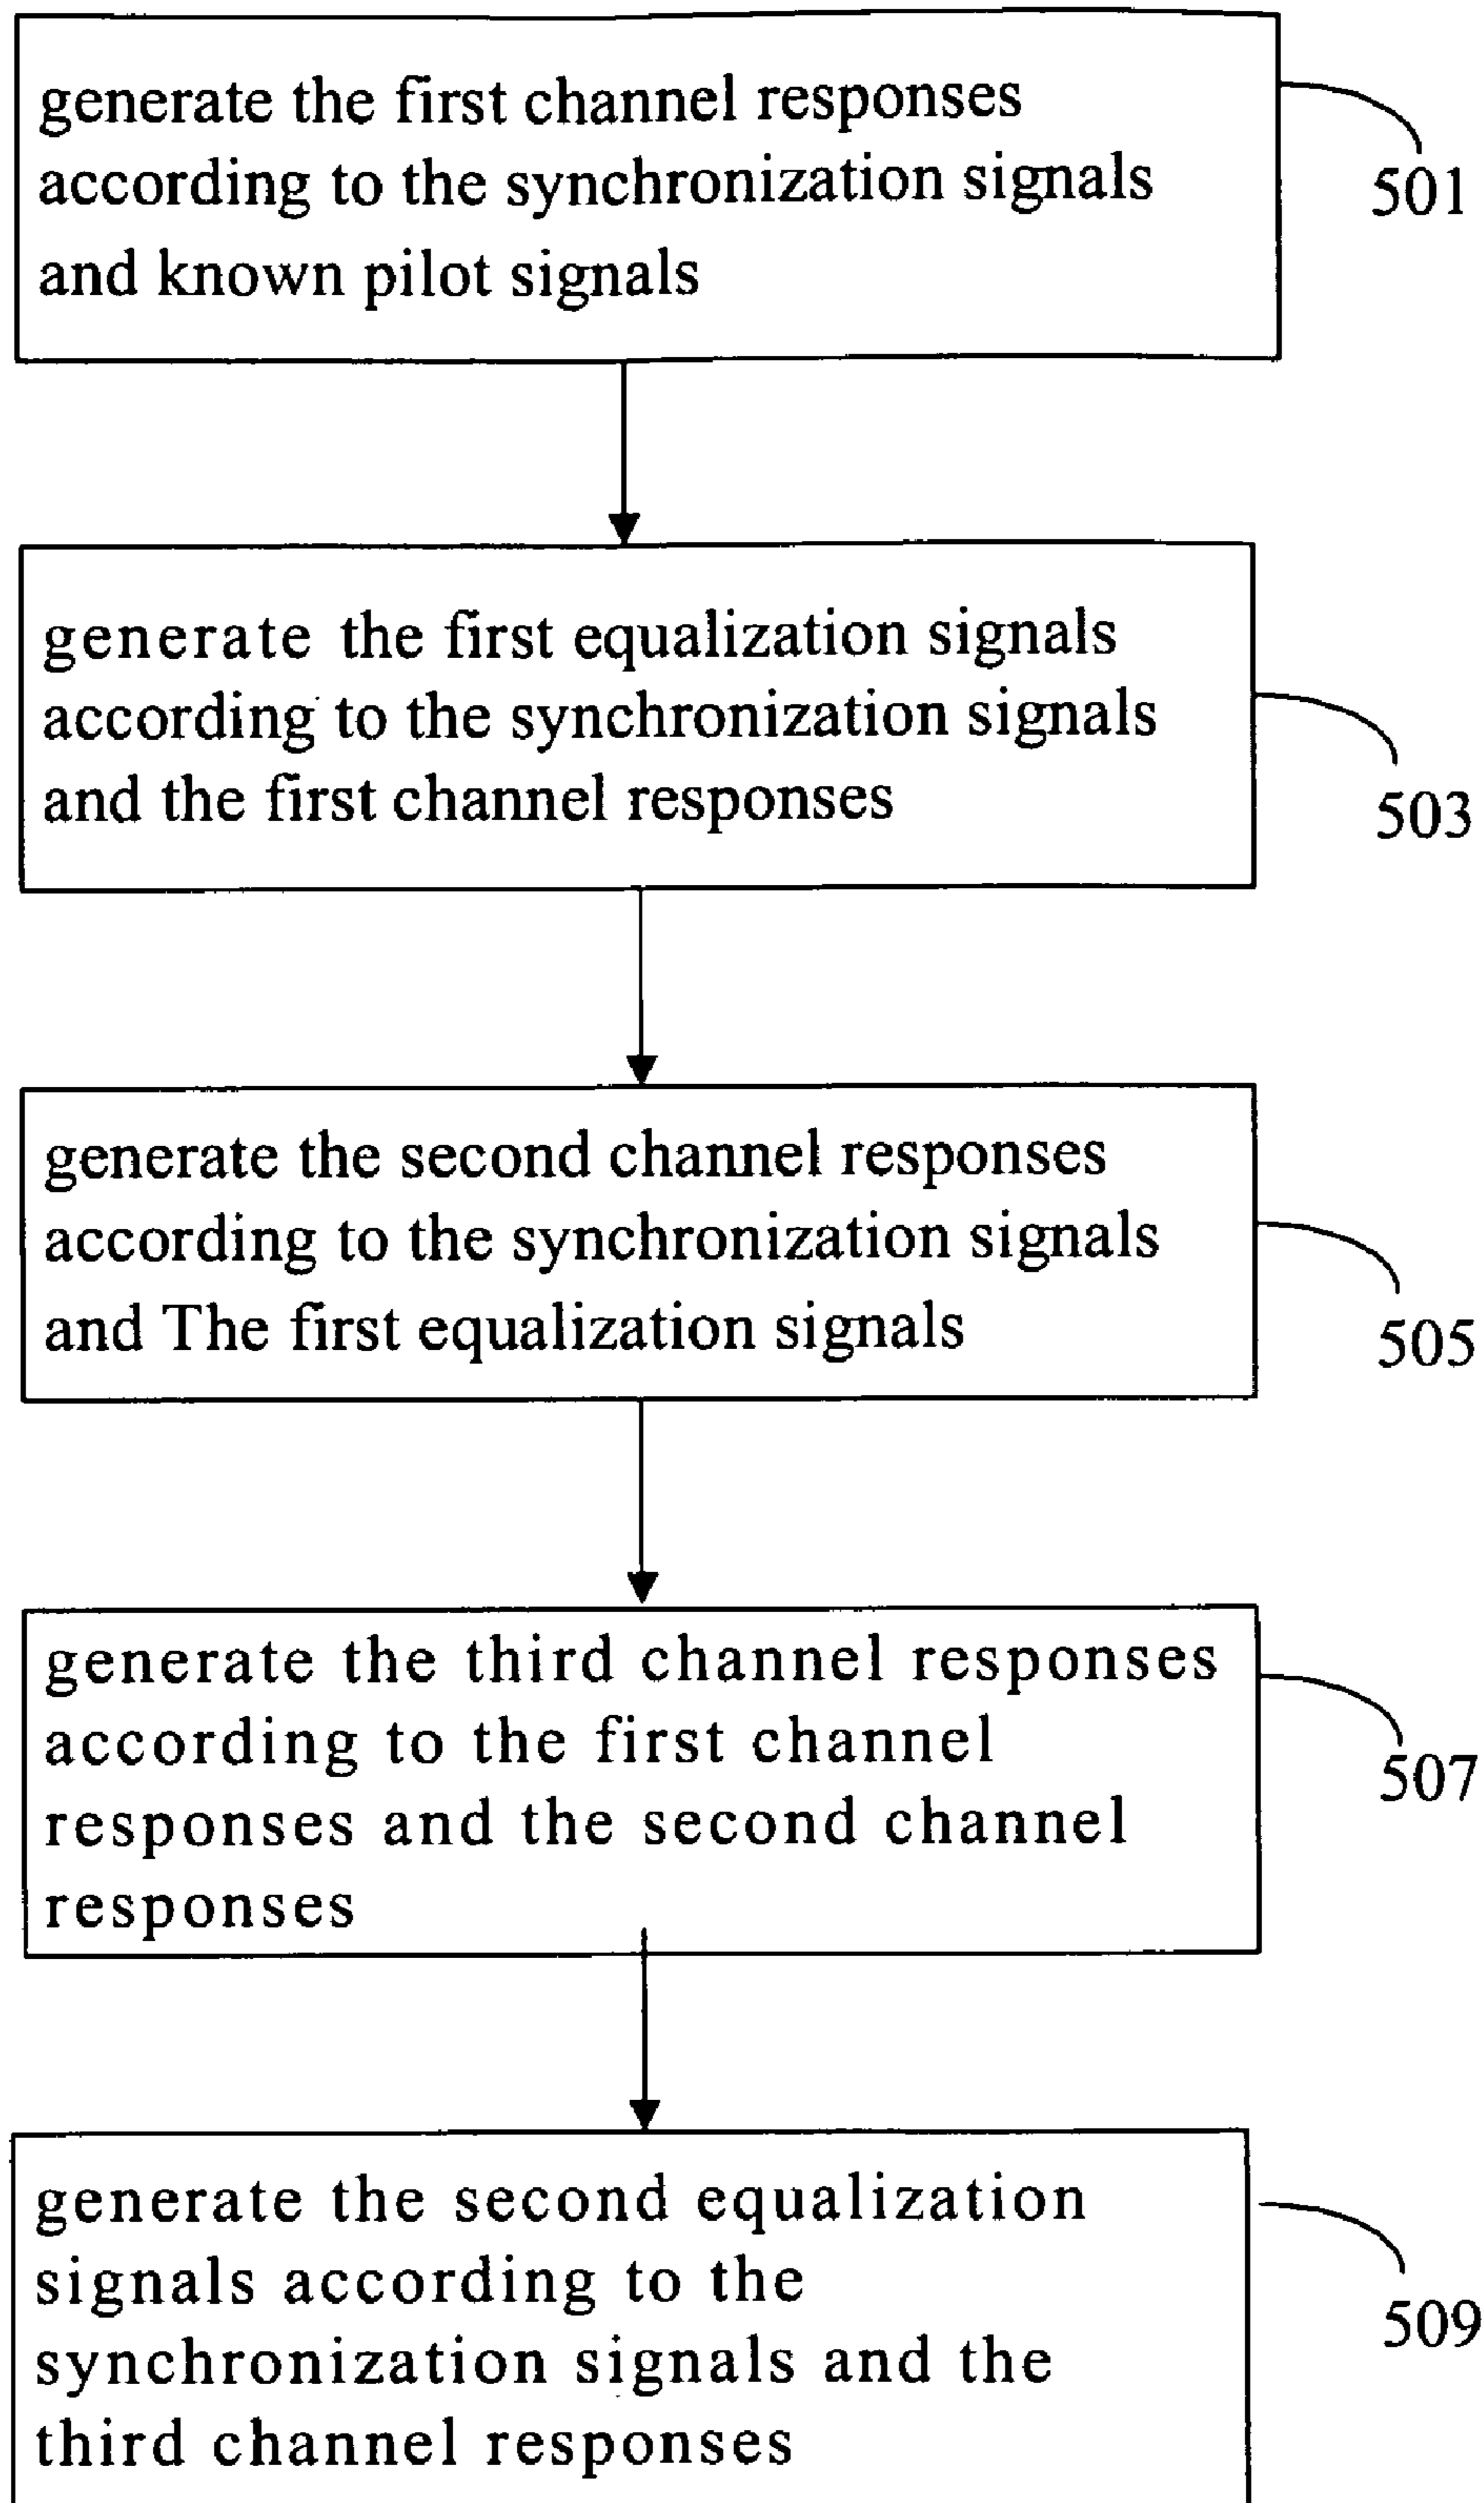 generate the first channel responses
according to the synchronization signals
and known pilot signals
501
generate the first equalization signals
according to the synchronization signals
and the first channel responses
503
generate the second channel responses
according to the synchronization signals
and The first equalization signals
505
generate the third channel responses
according to the first channel
responses and the second channel
responses
507
generate the second equalization
signals according to the
synchronization signals and the
third channel responses
509